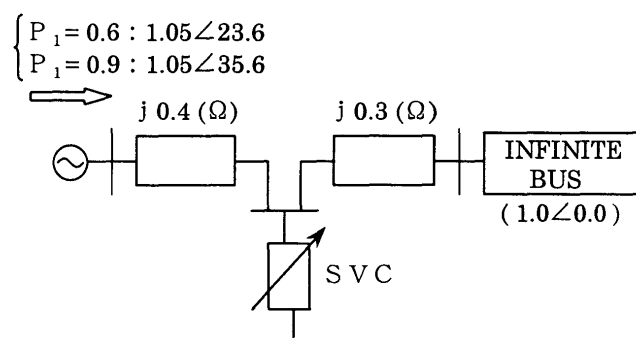 P₁ = 0.6 : 1.05∠23.6
P₁ = 0.9 : 1.05∠35.6
j 0.4 (Ω)
j 0.3 (Ω)
INFINITE
BUS
(1.0∠0.0)
SVC